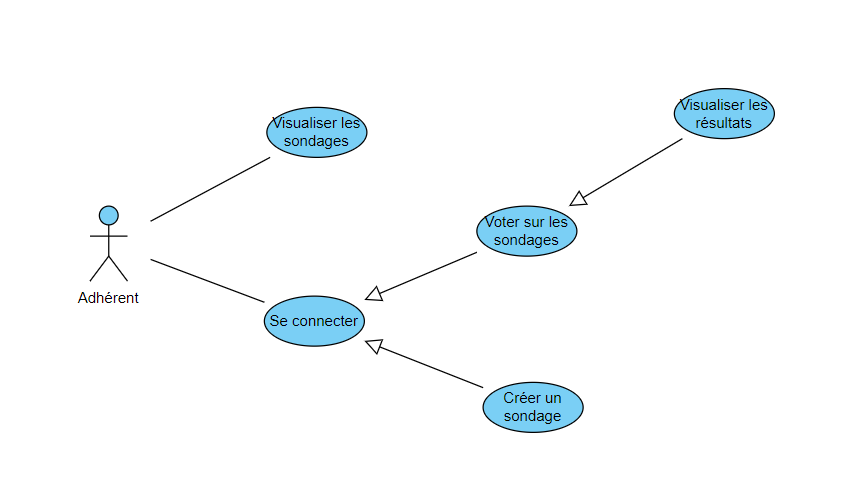 Visualiser les
sondages
Visualiser les
résultats
Voter sur les
sondages
Adhérent
Se connecter
Créer un
sondage